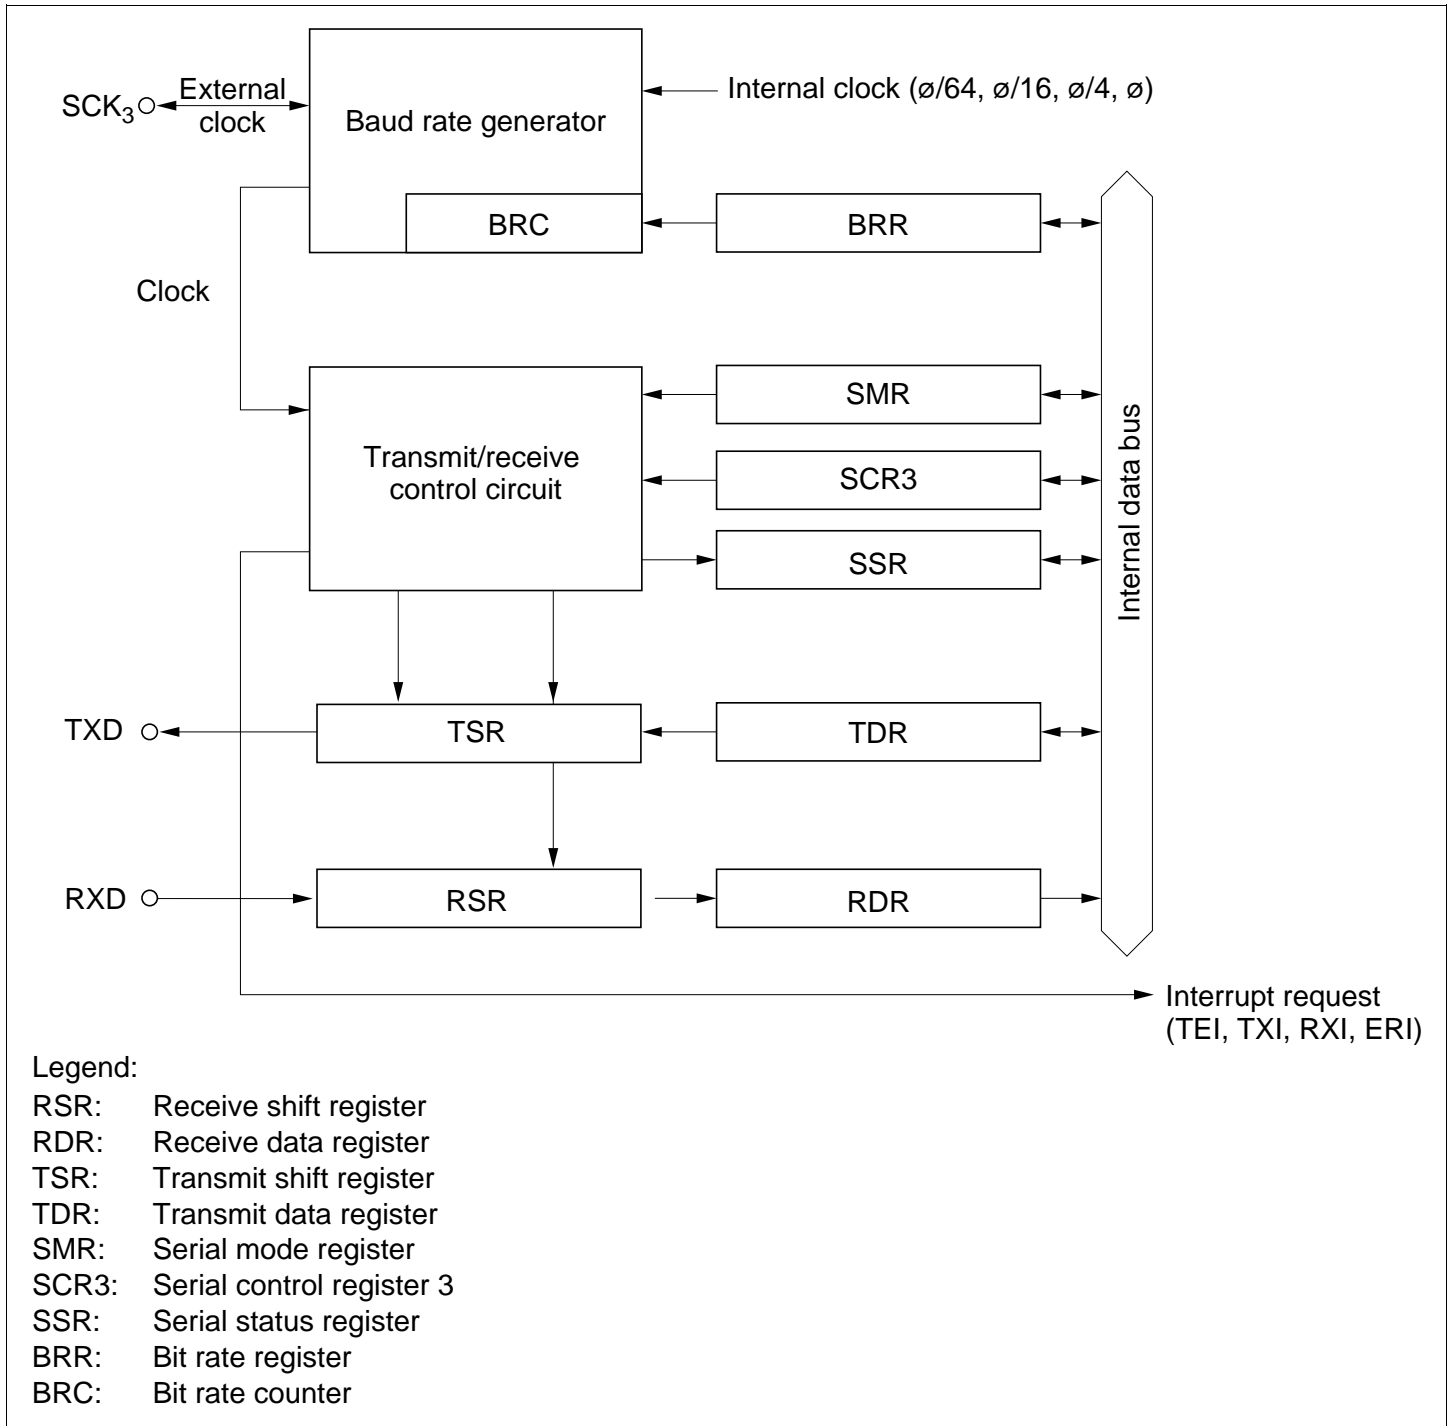 SCK3
External
clock
Baud rate generator
Internal clock (ø/64, ø/16, ø/4, ø)
BRC
BRR
Clock
Transmit/receive
control circuit
SMR
SCR3
SSR
Internal data bus
TXD
TSR
TDR
RXD
RSR
RDR
Interrupt request
(TEI, TXI, RXI, ERI)
Legend:
RSR: Receive shift register
RDR: Receive data register
TSR: Transmit shift register
TDR: Transmit data register
SMR: Serial mode register
SCR3: Serial control register 3
SSR: Serial status register
BRR: Bit rate register
BRC: Bit rate counter